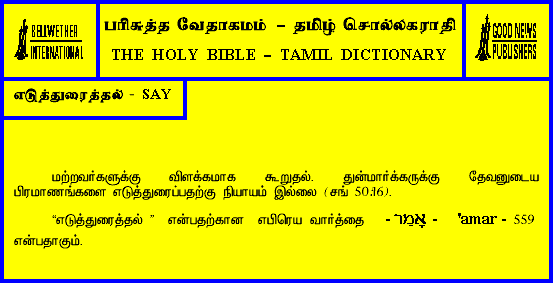 BELLWETHER
INTERNATIONAL
பரிசுத்த வேதாகமம் – தமிழ் சொல்லகராதி
THE HOLY BIBLE – TAMIL DICTIONARY
GOOD NEWS
PUBLISHERS
எடுத்துரைத்தல் - SAY
மற்றவர்களுக்கு விளக்கமாக கூறுதல். துன்மார்க்கருக்கு தேவனுடைய
பிரமாணங்களை எடுத்துரைப்பதற்கு நியாயம் இல்லை (சங் 50:16).
“எடுத்துரைத்தல் ” என்பதற்கான எபிரெய வார்த்தை - אָמַר - 'amar - 559
என்பதாகும்.